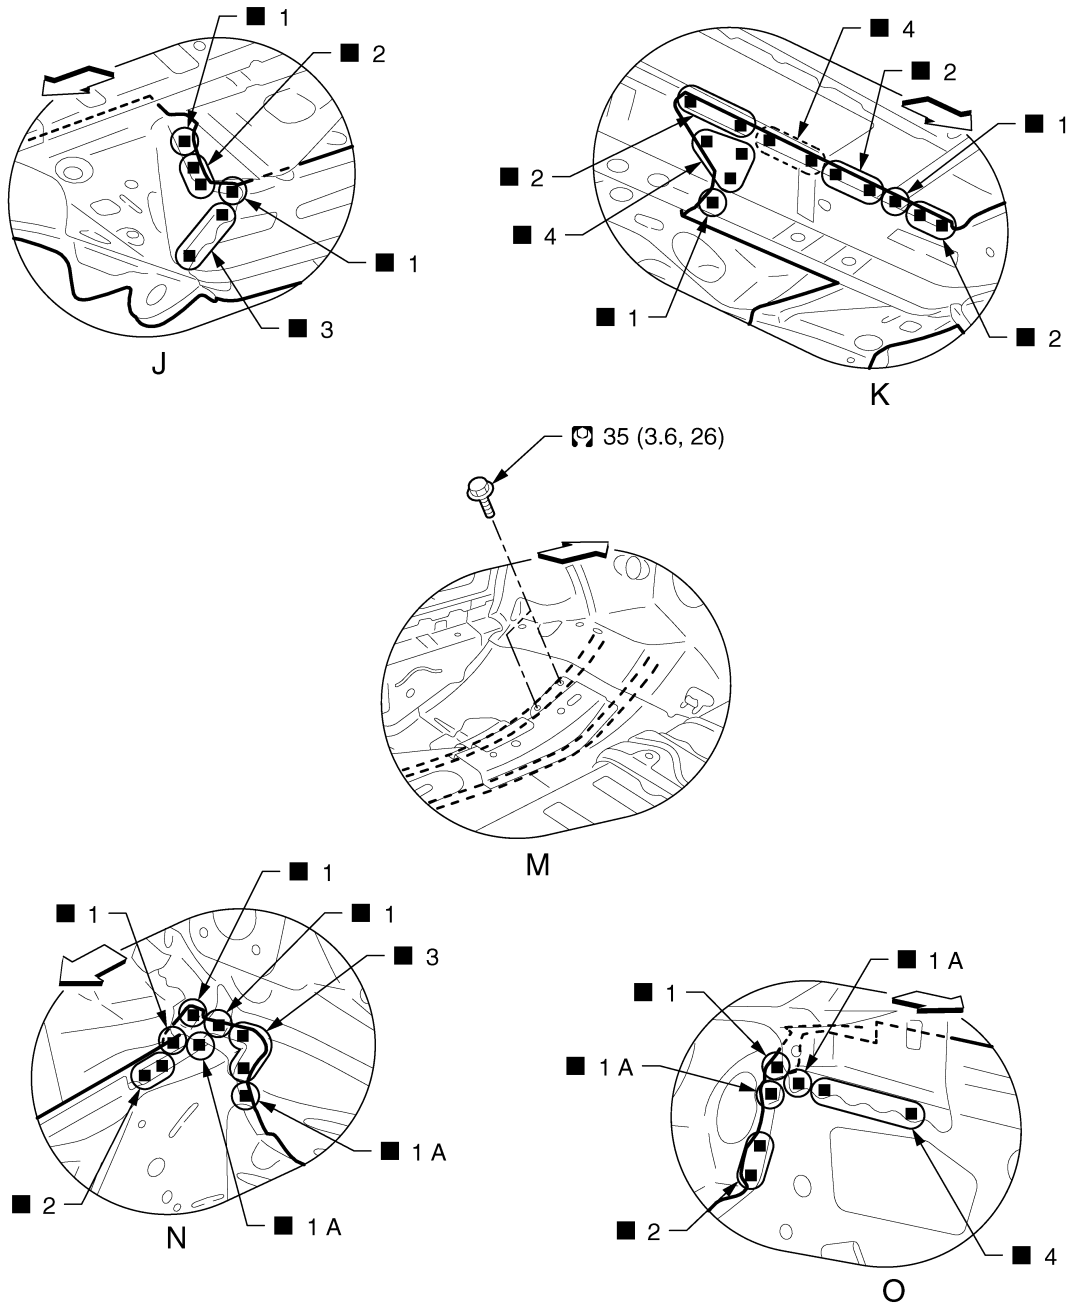 ■ 1
■ 2
■ 1
■ 3
J
■ 4
■ 2
■ 1
■ 2
■ 4
■ 1
■ 2
K
35 (3.6, 26)
M
■ 1
■ 1
■ 1
■ 3
■ 1 A
■ 2
■ 1 A
N
■ 1 A
■ 1
■ 1 A
■ 2
■ 4
O